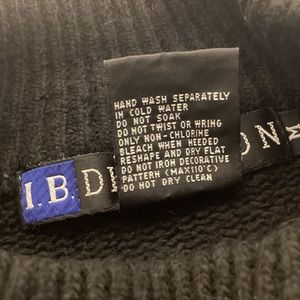 HAND WASH SEPARATELY
IN COLD WATER
DO NOT SOAK
DO NOT TWIST OR WRING
ONLY NON-CHLORINE
BLEACH WHEN NEEDED
RESHAPE AND DRY FLAT
DO NOT IRON DECORATIVE
PATTERN (MAX110°C)
DO NOT DRY CLEAN
I.B.D
ON